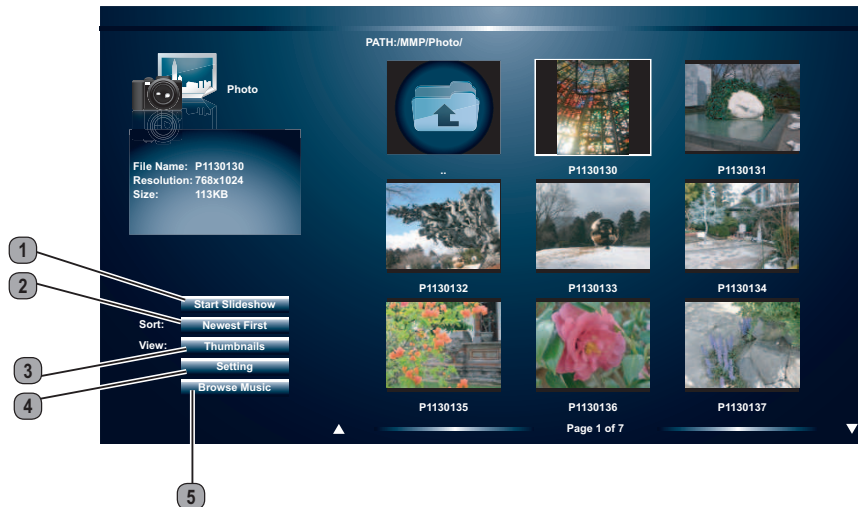 PATH:/MMP/Photo/
Photo
File Name: P1130130
Resolution: 768x1024
Size: 113KB
..
P1130130
P1130131
P1130132
P1130133
P1130134
1
2
3
4
5
Start Slideshow
Sort: Newest First
View: Thumbnails
Setting
Browse Music
P1130135
P1130136
P1130137
Page 1 of 7